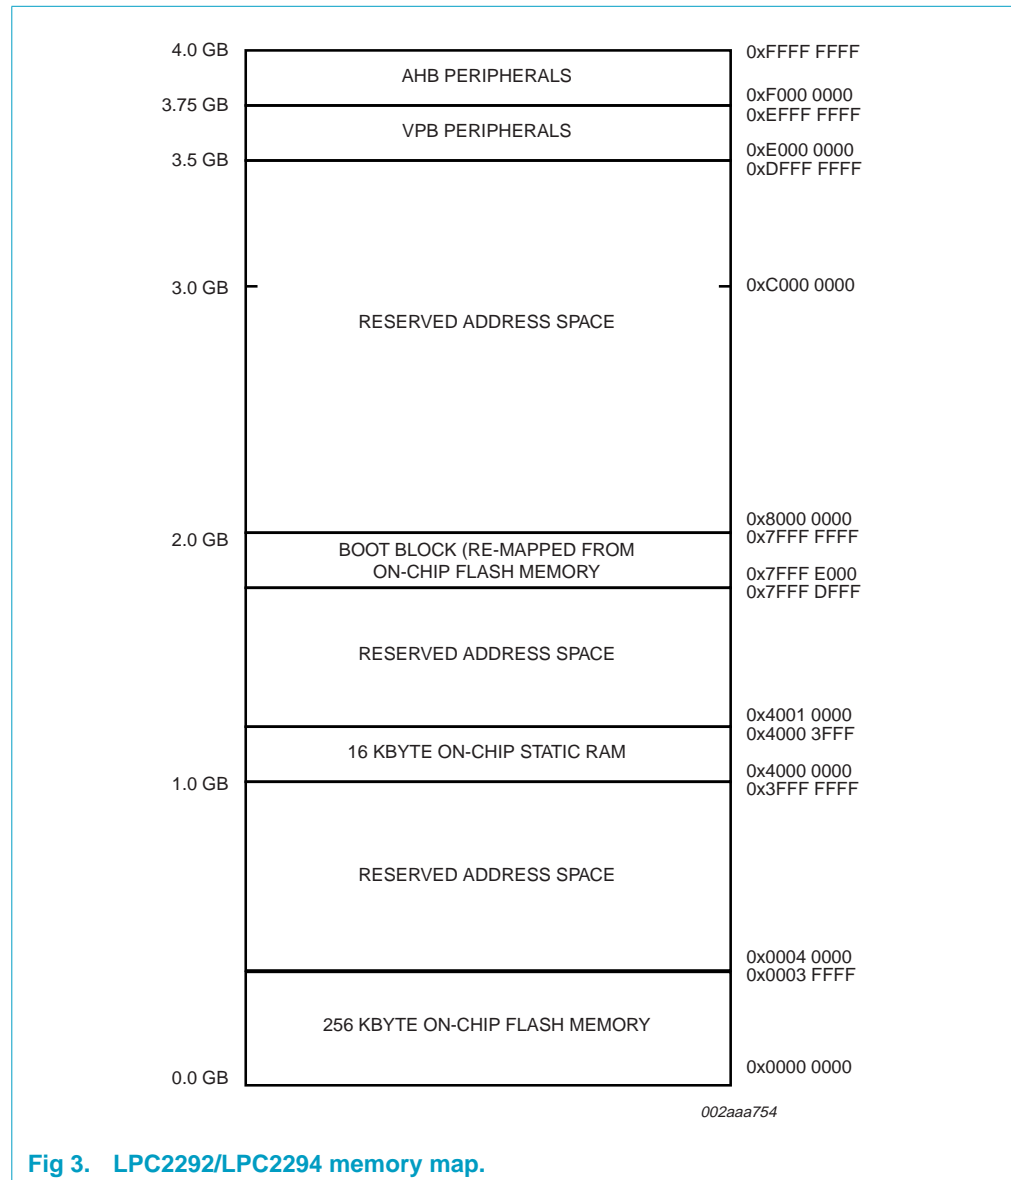 4.0 GB
0xFFFF FFFF
AHB PERIPHERALS
0xF000 0000
3.75 GB
0xEFFF FFFF
VPB PERIPHERALS
0xE000 0000
3.5 GB
0xDFFF FFFF
3.0 GB
0xC000 0000
RESERVED ADDRESS SPACE
0x8000 0000
2.0 GB
0x7FFF FFFF
BOOT BLOCK (RE-MAPPED FROM
ON-CHIP FLASH MEMORY
0x7FFF E000
0x7FFF DFFF
RESERVED ADDRESS SPACE
0x4001 0000
0x4000 3FFF
16 KBYTE ON-CHIP STATIC RAM
0x4000 0000
1.0 GB
0x3FFF FFFF
RESERVED ADDRESS SPACE
0x0004 0000
0x0003 FFFF
256 KBYTE ON-CHIP FLASH MEMORY
0x0000 0000
0.0 GB
002aaa754
Fig 3. LPC2292/LPC2294 memory map.